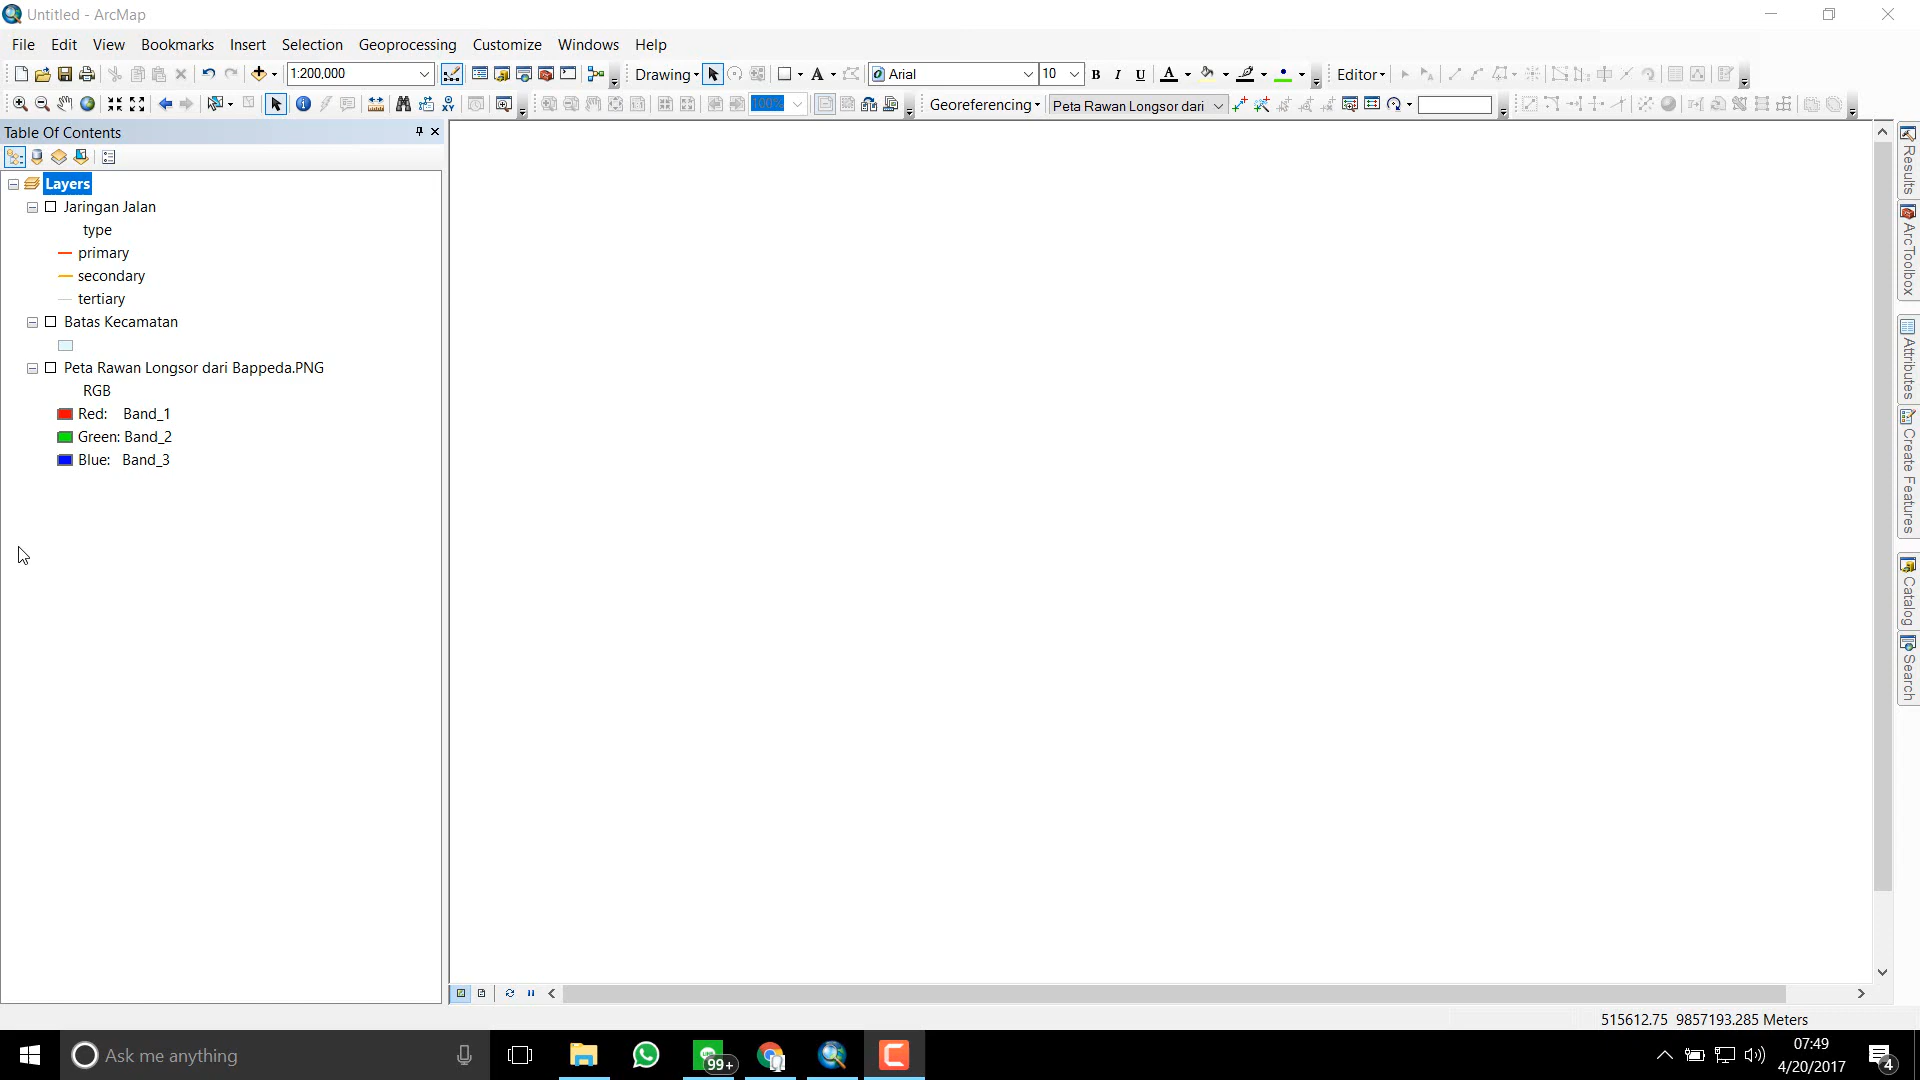 Untitled - ArcMap
File Edit View Bookmarks Insert Selection Geoprocessing Customize Windows Help
1:200,000 Drawing A Arial 10 B I U A Editor
100% Georeferencing Peta Rawan Longsor dari
Table Of Contents
Layers
Jaringan Jalan
type
primary
secondary
tertiary
Batas Kecamatan
Peta Rawan Longsor dari Bappeda.PNG
RGB
Red: Band_1
Green: Band_2
Blue: Band_3
Results
ArcToolbox
Attributes
Create Features
Catalog
Search
515612.75 9857193.285 Meters
Ask me anything
99+
07:49
4/20/2017
4